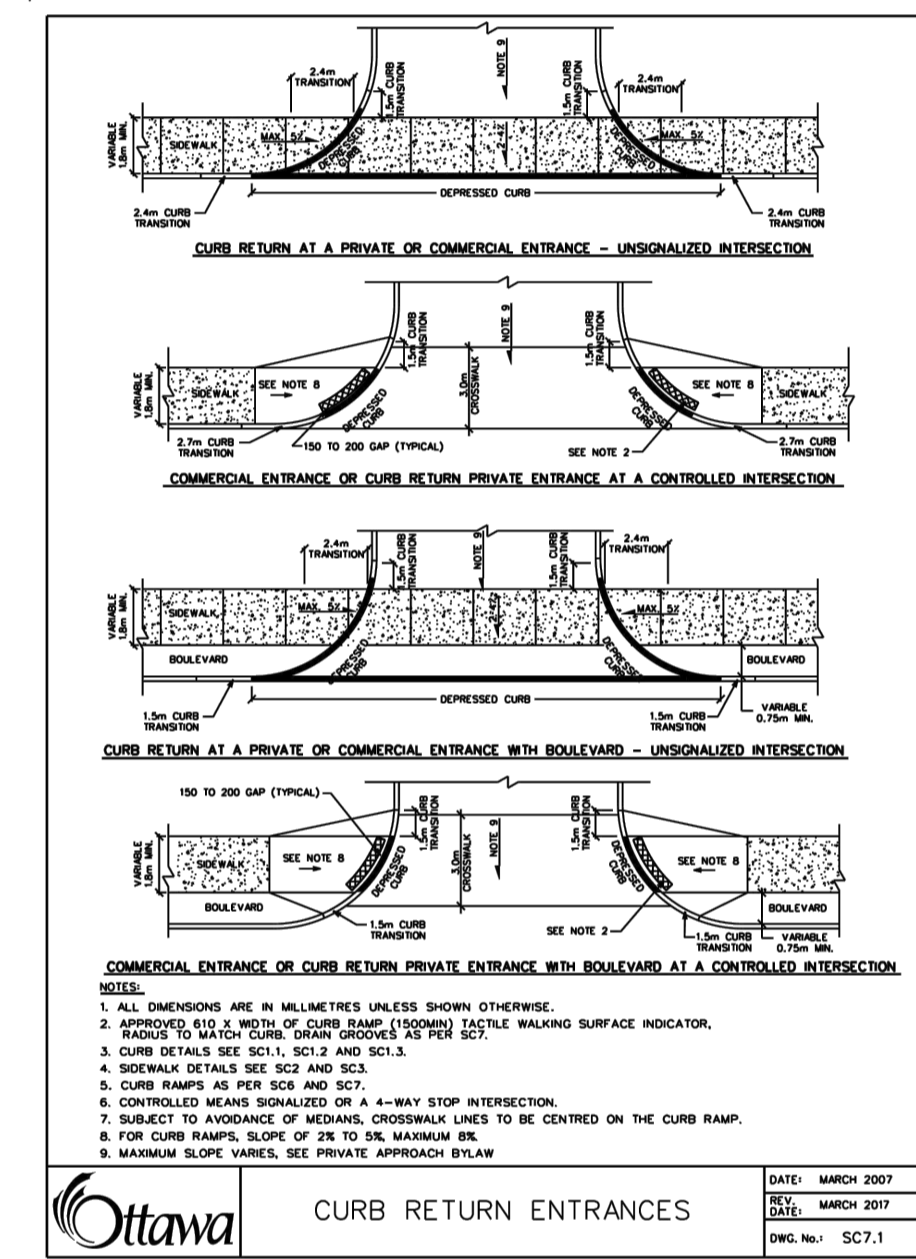 NOTE 9
2.4m
TRANSITION
1.5m CURB
TRANSITION
1.5m CURB
TRANSITION
2.4m
TRANSITION
VARIABLE
1.8m MIN.
SIDEWALK
MAX. 5%
DEPRESSED
CURB
2-4%
DEPRESSED
CURB
MAX. 5%
DEPRESSED CURB
2.4m CURB
TRANSITION
2.4m CURB
TRANSITION
CURB RETURN AT A PRIVATE OR COMMERCIAL ENTRANCE - UNSIGNALIZED INTERSECTION
NOTE 9
1.5m CURB
TRANSITION
1.5m CURB
TRANSITION
VARIABLE
1.8m MIN.
SIDEWALK
SEE NOTE 8
DEPRESSED
CURB
3.0m
CROSSWALK
DEPRESSED
CURB
SEE NOTE 8
SIDEWALK
2.7m CURB
TRANSITION
150 TO 200 GAP (TYPICAL)
SEE NOTE 2
2.7m CURB
TRANSITION
COMMERCIAL ENTRANCE OR CURB RETURN PRIVATE ENTRANCE AT A CONTROLLED INTERSECTION
2.4m
TRANSITION
1.5m CURB
TRANSITION
NOTE 9
1.5m CURB
TRANSITION
2.4m
TRANSITION
VARIABLE
1.8m MIN.
SIDEWALK
MAX. 5%
2-4%
MAX. 5%
BOULEVARD
DEPRESSED
CURB
DEPRESSED
CURB
BOULEVARD
DEPRESSED CURB
1.5m CURB
TRANSITION
1.5m CURB
TRANSITION
VARIABLE
0.75m MIN.
CURB RETURN AT A PRIVATE OR COMMERCIAL ENTRANCE WITH BOULEVARD - UNSIGNALIZED INTERSECTION
150 TO 200 GAP (TYPICAL)
1.5m CURB
TRANSITION
NOTE 9
1.5m CURB
TRANSITION
VARIABLE
1.8m MIN.
SIDEWALK
SEE NOTE 8
DEPRESSED
CURB
3.0m
CROSSWALK
DEPRESSED
CURB
SEE NOTE 8
BOULEVARD
BOULEVARD
1.5m CURB
TRANSITION
SEE NOTE 2
1.5m CURB
TRANSITION
VARIABLE
0.75m MIN.
COMMERCIAL ENTRANCE OR CURB RETURN PRIVATE ENTRANCE WITH BOULEVARD AT A CONTROLLED INTERSECTION
NOTES:
1. ALL DIMENSIONS ARE IN MILLIMETRES UNLESS SHOWN OTHERWISE.
2. APPROVED 610 X WIDTH OF CURB RAMP (1500MIN) TACTILE WALKING SURFACE INDICATOR,
RADIUS TO MATCH CURB. DRAIN GROOVES AS PER SC7.
3. CURB DETAILS SEE SC1.1, SC1.2 AND SC1.3.
4. SIDEWALK DETAILS SEE SC2 AND SC3.
5. CURB RAMPS AS PER SC6 AND SC7.
6. CONTROLLED MEANS SIGNALIZED OR A 4-WAY STOP INTERSECTION.
7. SUBJECT TO AVOIDANCE OF MEDIANS, CROSSWALK LINES TO BE CENTRED ON THE CURB RAMP.
8. FOR CURB RAMPS, SLOPE OF 2% TO 5%, MAXIMUM 8%.
9. MAXIMUM SLOPE VARIES, SEE PRIVATE APPROACH BYLAW
Ottawa
CURB RETURN ENTRANCES
DATE: MARCH 2007
REV. DATE: MARCH 2017
DWG. No.: SC7.1